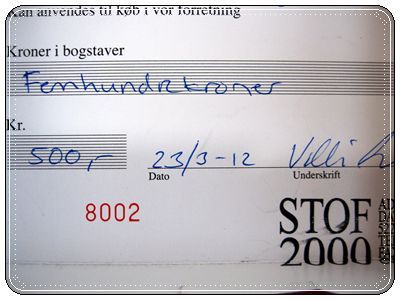 Kan anvendes til køb i vor forretning
Kroner i bogstaver
Femhundrekroner
Kr.
500,- 23/3-12
Dato Underskrift
8002
STOF
2000